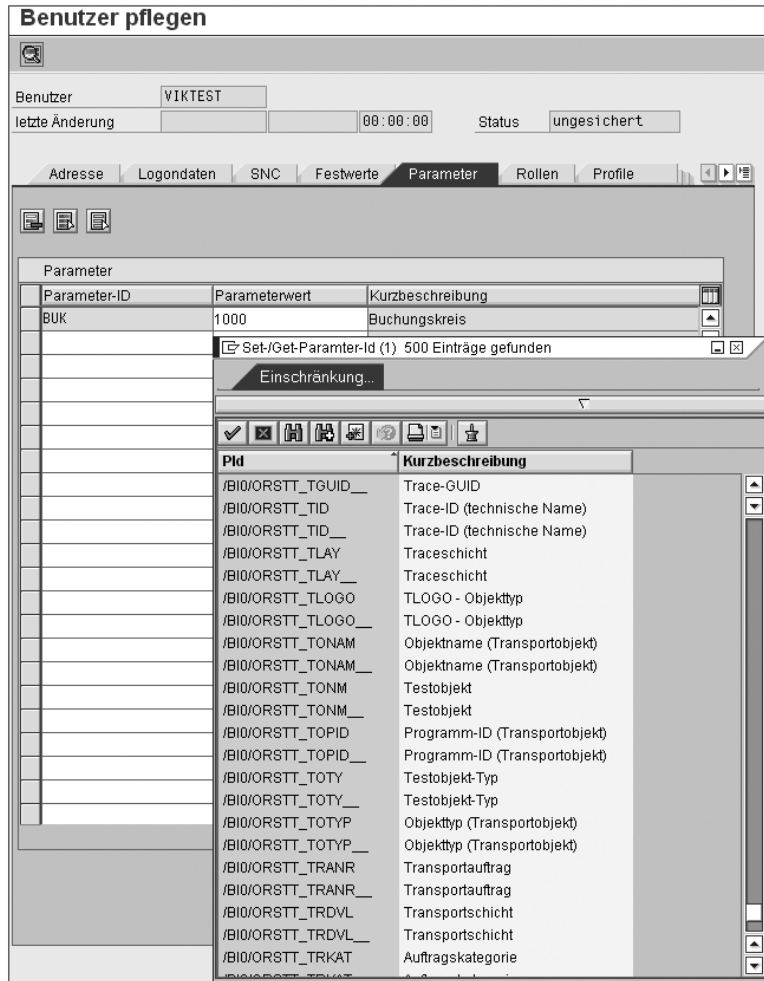 Benutzer pflegen
Benutzer VIKTEST
letzte Änderung 00:00:00 Status ungesichert
Adresse Logondaten SNC Festwerte Parameter Rollen Profile
Parameter
Parameter-ID Parameterwert Kurzbeschreibung
BUK 1000 Buchungskreis
Set-/Get-Paramter-Id (1) 500 Einträge gefunden
Einschränkung...
PId Kurzbeschreibung
/BI0/ORSTT_TGUID__ Trace-GUID
/BI0/ORSTT_TID Trace-ID (technische Name)
/BI0/ORSTT_TID__ Trace-ID (technische Name)
/BI0/ORSTT_TLAY Traceschicht
/BI0/ORSTT_TLAY__ Traceschicht
/BI0/ORSTT_TLOGO TLOGO - Objekttyp
/BI0/ORSTT_TLOGO__ TLOGO - Objekttyp
/BI0/ORSTT_TONAM Objektname (Transportobjekt)
/BI0/ORSTT_TONAM__ Objektname (Transportobjekt)
/BI0/ORSTT_TONM Testobjekt
/BI0/ORSTT_TONM__ Testobjekt
/BI0/ORSTT_TOPID Programm-ID (Transportobjekt)
/BI0/ORSTT_TOPID__ Programm-ID (Transportobjekt)
/BI0/ORSTT_TOTY Testobjekt-Typ
/BI0/ORSTT_TOTY__ Testobjekt-Typ
/BI0/ORSTT_TOTYP Objekttyp (Transportobjekt)
/BI0/ORSTT_TOTYP__ Objekttyp (Transportobjekt)
/BI0/ORSTT_TRANR Transportauftrag
/BI0/ORSTT_TRANR__ Transportauftrag
/BI0/ORSTT_TRDVL Transportschicht
/BI0/ORSTT_TRDVL__ Transportschicht
/BI0/ORSTT_TRKAT Auftragskategorie